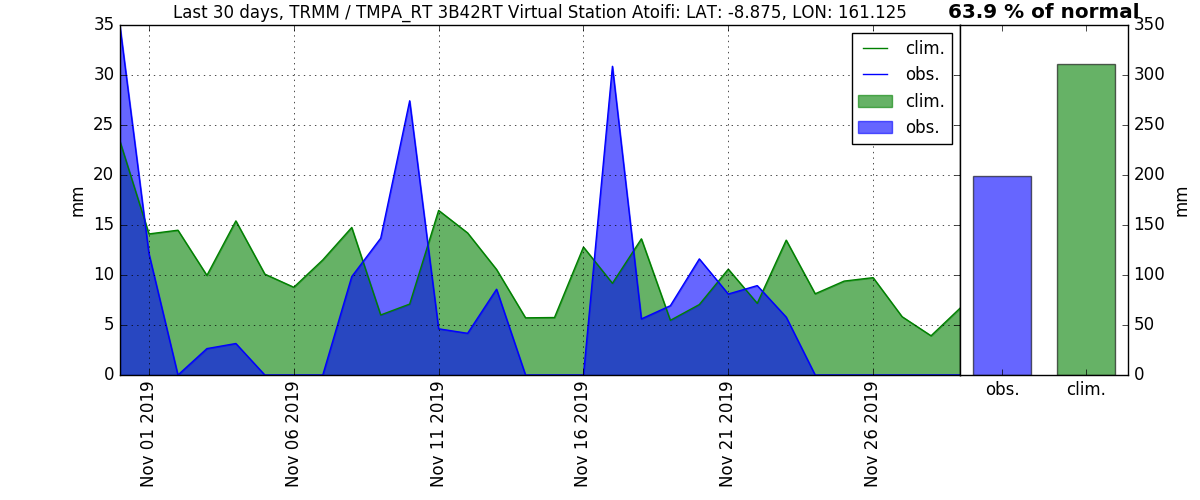 Last 30 days, TRMM / TMPA_RT 3B42RT Virtual Station Atoifi: LAT: -8.875, LON: 161.125
63.9 % of normal
35
30
25
20
15
10
5
0
mm
clim.
obs.
clim.
obs.
350
300
250
200
150
100
50
0
mm
Nov 01 2019
Nov 06 2019
Nov 11 2019
Nov 16 2019
Nov 21 2019
Nov 26 2019
obs.
clim.